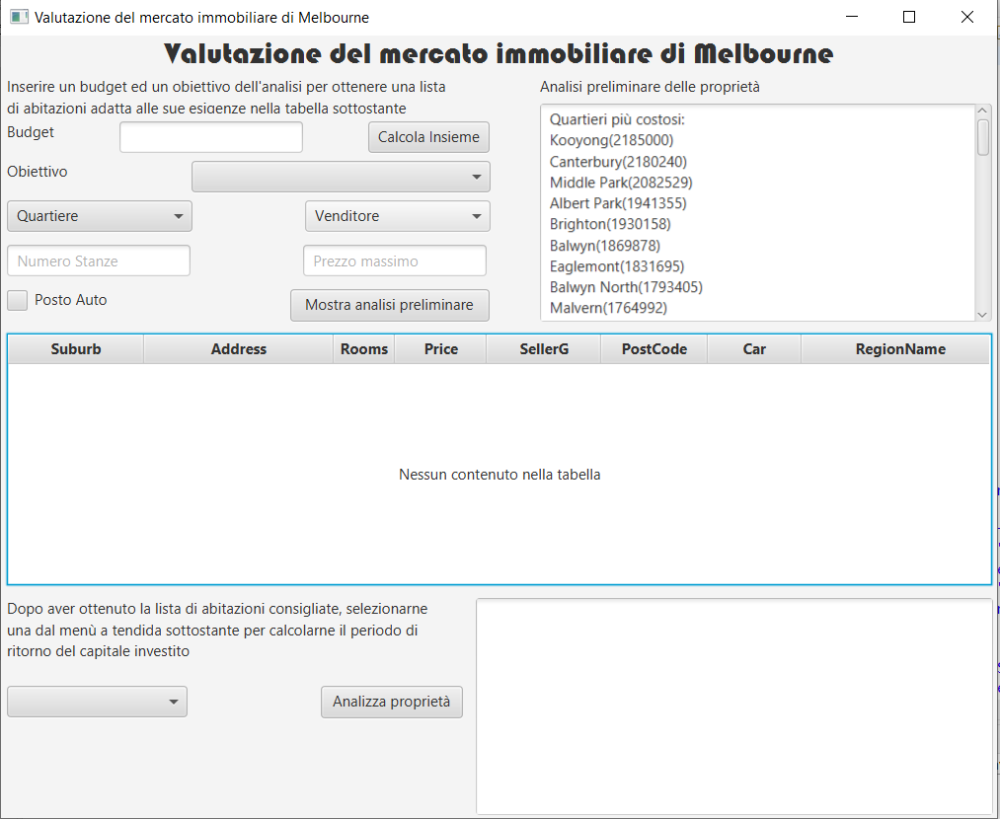 Valutazione del mercato immobiliare di Melbourne
Valutazione del mercato immobiliare di Melbourne
Inserire un budget ed un obiettivo dell'analisi per ottenere una lista
di abitazioni adatta alle sue esigenze nella tabella sottostante
Budget
Calcola Insieme
Obiettivo
Quartiere
Venditore
Numero Stanze
Prezzo massimo
Posto Auto
Mostra analisi preliminare
Analisi preliminare delle proprietà
Quartieri più costosi:
Kooyong(2185000)
Canterbury(2180240)
Middle Park(2082529)
Albert Park(1941355)
Brighton(1930158)
Balwyn(1869878)
Eaglemont(1831695)
Balwyn North(1793405)
Malvern(1764992)
Suburb Address Rooms Price SellerG PostCode Car RegionName
Nessun contenuto nella tabella
Dopo aver ottenuto la lista di abitazioni consigliate, selezionarne
una dal menù a tendida sottostante per calcolarne il periodo di
ritorno del capitale investito
Analizza proprietà